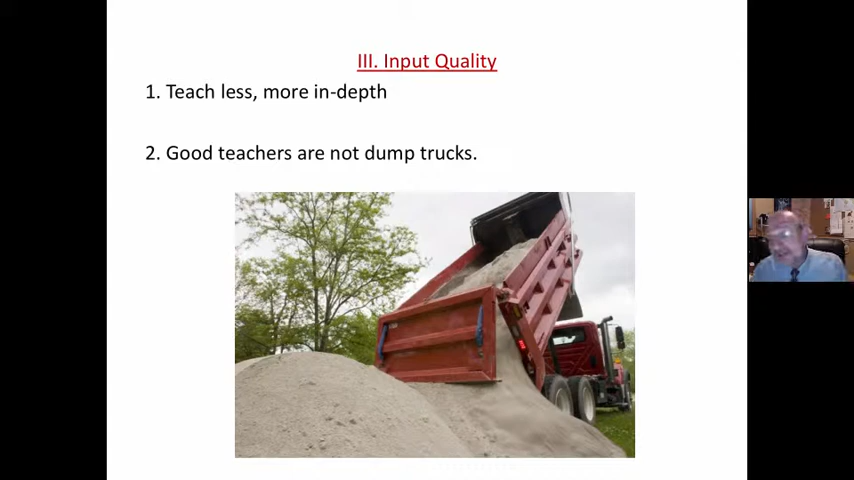 III. Input Quality
1. Teach less, more in-depth
2. Good teachers are not dump trucks.